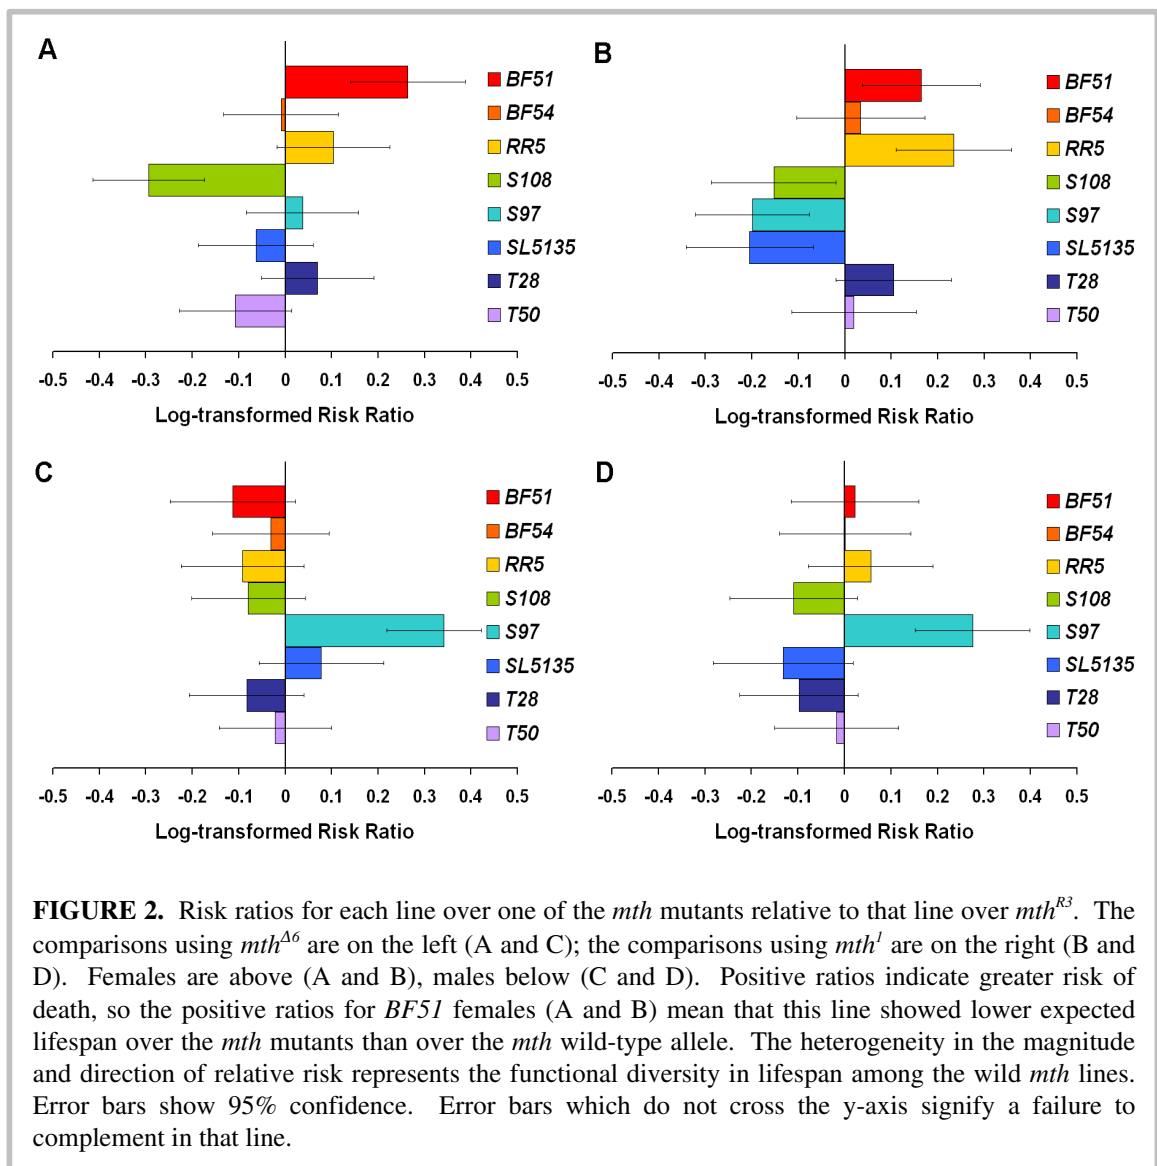 A
BF51
BF54
RR5
S108
S97
SL5135
T28
T50
-0.5 -0.4 -0.3 -0.2 -0.1 0 0.1 0.2 0.3 0.4 0.5
Log-transformed Risk Ratio
B
BF51
BF54
RR5
S108
S97
SL5135
T28
T50
-0.5 -0.4 -0.3 -0.2 -0.1 0 0.1 0.2 0.3 0.4 0.5
Log-transformed Risk Ratio
C
BF51
BF54
RR5
S108
S97
SL5135
T28
T50
-0.5 -0.4 -0.3 -0.2 -0.1 0 0.1 0.2 0.3 0.4 0.5
Log-transformed Risk Ratio
D
BF51
BF54
RR5
S108
S97
SL5135
T28
T50
-0.5 -0.4 -0.3 -0.2 -0.1 0 0.1 0.2 0.3 0.4 0.5
Log-transformed Risk Ratio
FIGURE 2. Risk ratios for each line over one of the mth mutants relative to that line over mth^R3. The
comparisons using mth^Δ6 are on the left (A and C); the comparisons using mth^1 are on the right (B and
D). Females are above (A and B), males below (C and D). Positive ratios indicate greater risk of
death, so the positive ratios for BF51 females (A and B) mean that this line showed lower expected
lifespan over the mth mutants than over the mth wild-type allele. The heterogeneity in the magnitude
and direction of relative risk represents the functional diversity in lifespan among the wild mth lines.
Error bars show 95% confidence. Error bars which do not cross the y-axis signify a failure to
complement in that line.